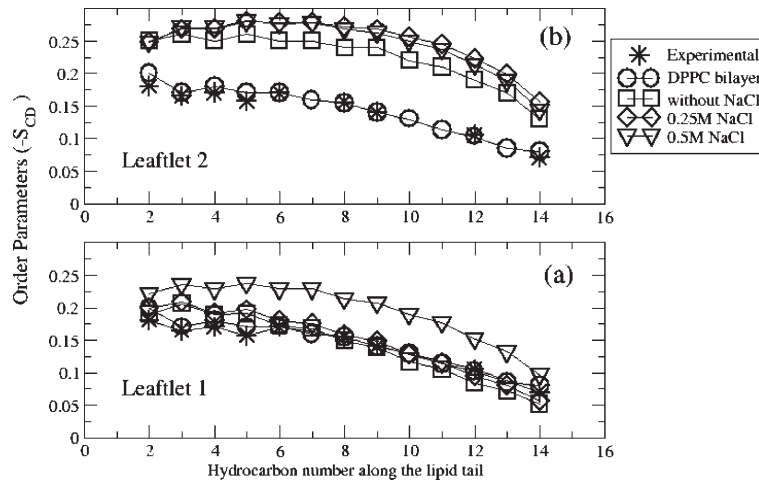 0.25
0.2
0.15
0.1
0.05
0
(b)
Leaftlet 2
0 2 4 6 8 10 12 14 16
Experimental
DPPC bilayer
without NaCl
0.25M NaCl
0.5M NaCl
Order Parameters (-S_CD)
0.25
0.2
0.15
0.1
0.05
0
(a)
Leaftlet 1
0 2 4 6 8 10 12 14 16
Hydrocarbon number along the lipid tail